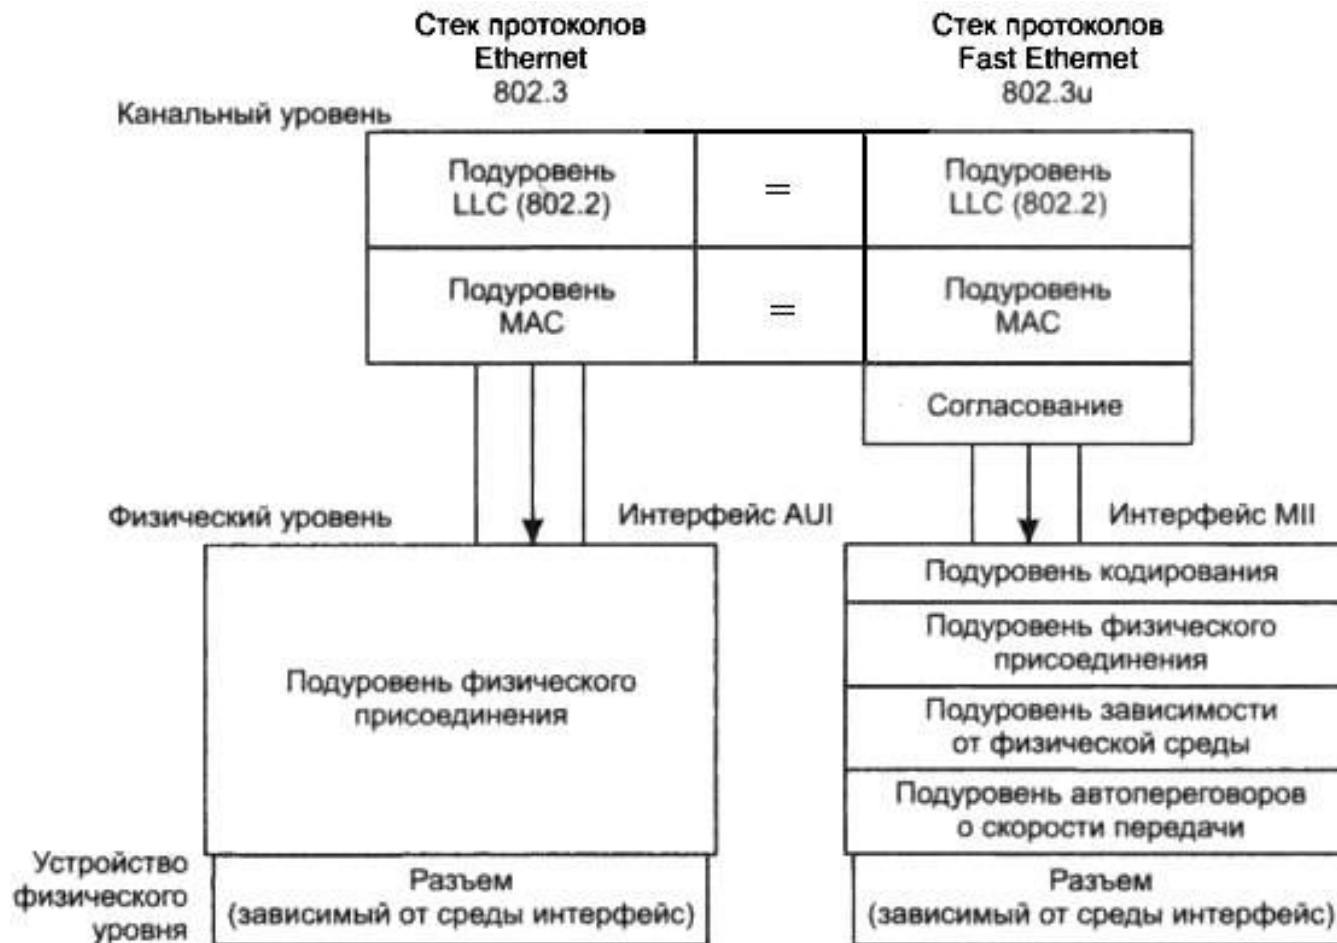 Стек протоколов
Ethernet
802.3
Стек протоколов
Fast Ethernet
802.3u
Канальный уровень
Подуровень
LLC (802.2)
=
Подуровень
LLC (802.2)
Подуровень
MAC
=
Подуровень
MAC
Согласование
Физический уровень
Интерфейс AUI
Интерфейс MII
Подуровень физического
присоединения
Подуровень кодирования
Подуровень физического
присоединения
Подуровень зависимости
от физической среды
Подуровень автопереговоров
о скорости передачи
Устройство
физического
уровня
Разъем
(зависимый от среды интерфейс)
Разъем
(зависимый от среды интерфейс)